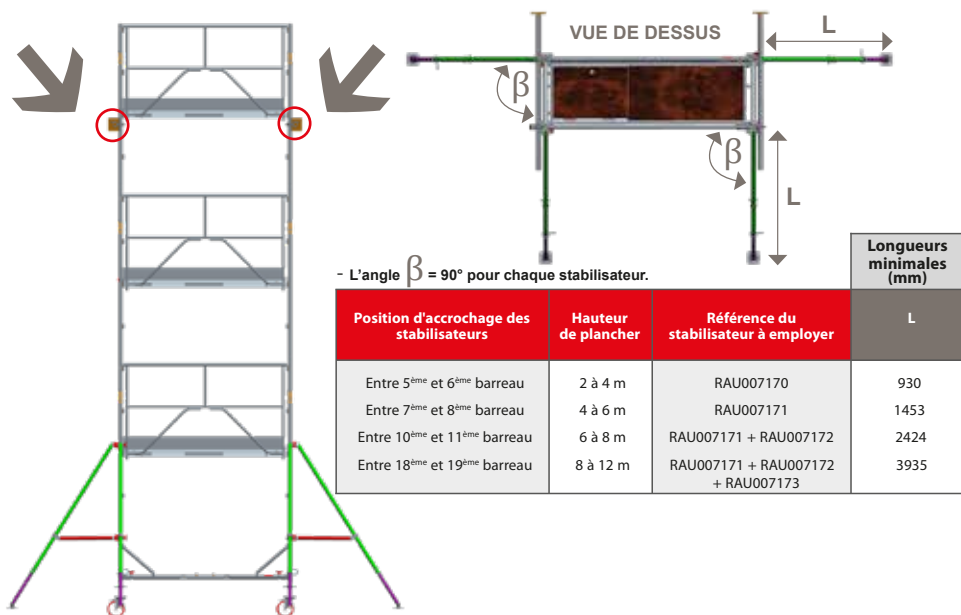 VUE DE DESSUS
L
β
β
L
- L'angle β = 90° pour chaque stabilisateur.
Longueurs
minimales
(mm)
Position d'accrochage des
stabilisateurs
Hauteur
de plancher
Référence du
stabilisateur à employer
L
Entre 5ème et 6ème barreau 2 à 4 m RAU007170 930
Entre 7ème et 8ème barreau 4 à 6 m RAU007171 1453
Entre 10ème et 11ème barreau 6 à 8 m RAU007171 + RAU007172 2424
Entre 18ème et 19ème barreau 8 à 12 m RAU007171 + RAU007172 3935
+ RAU007173